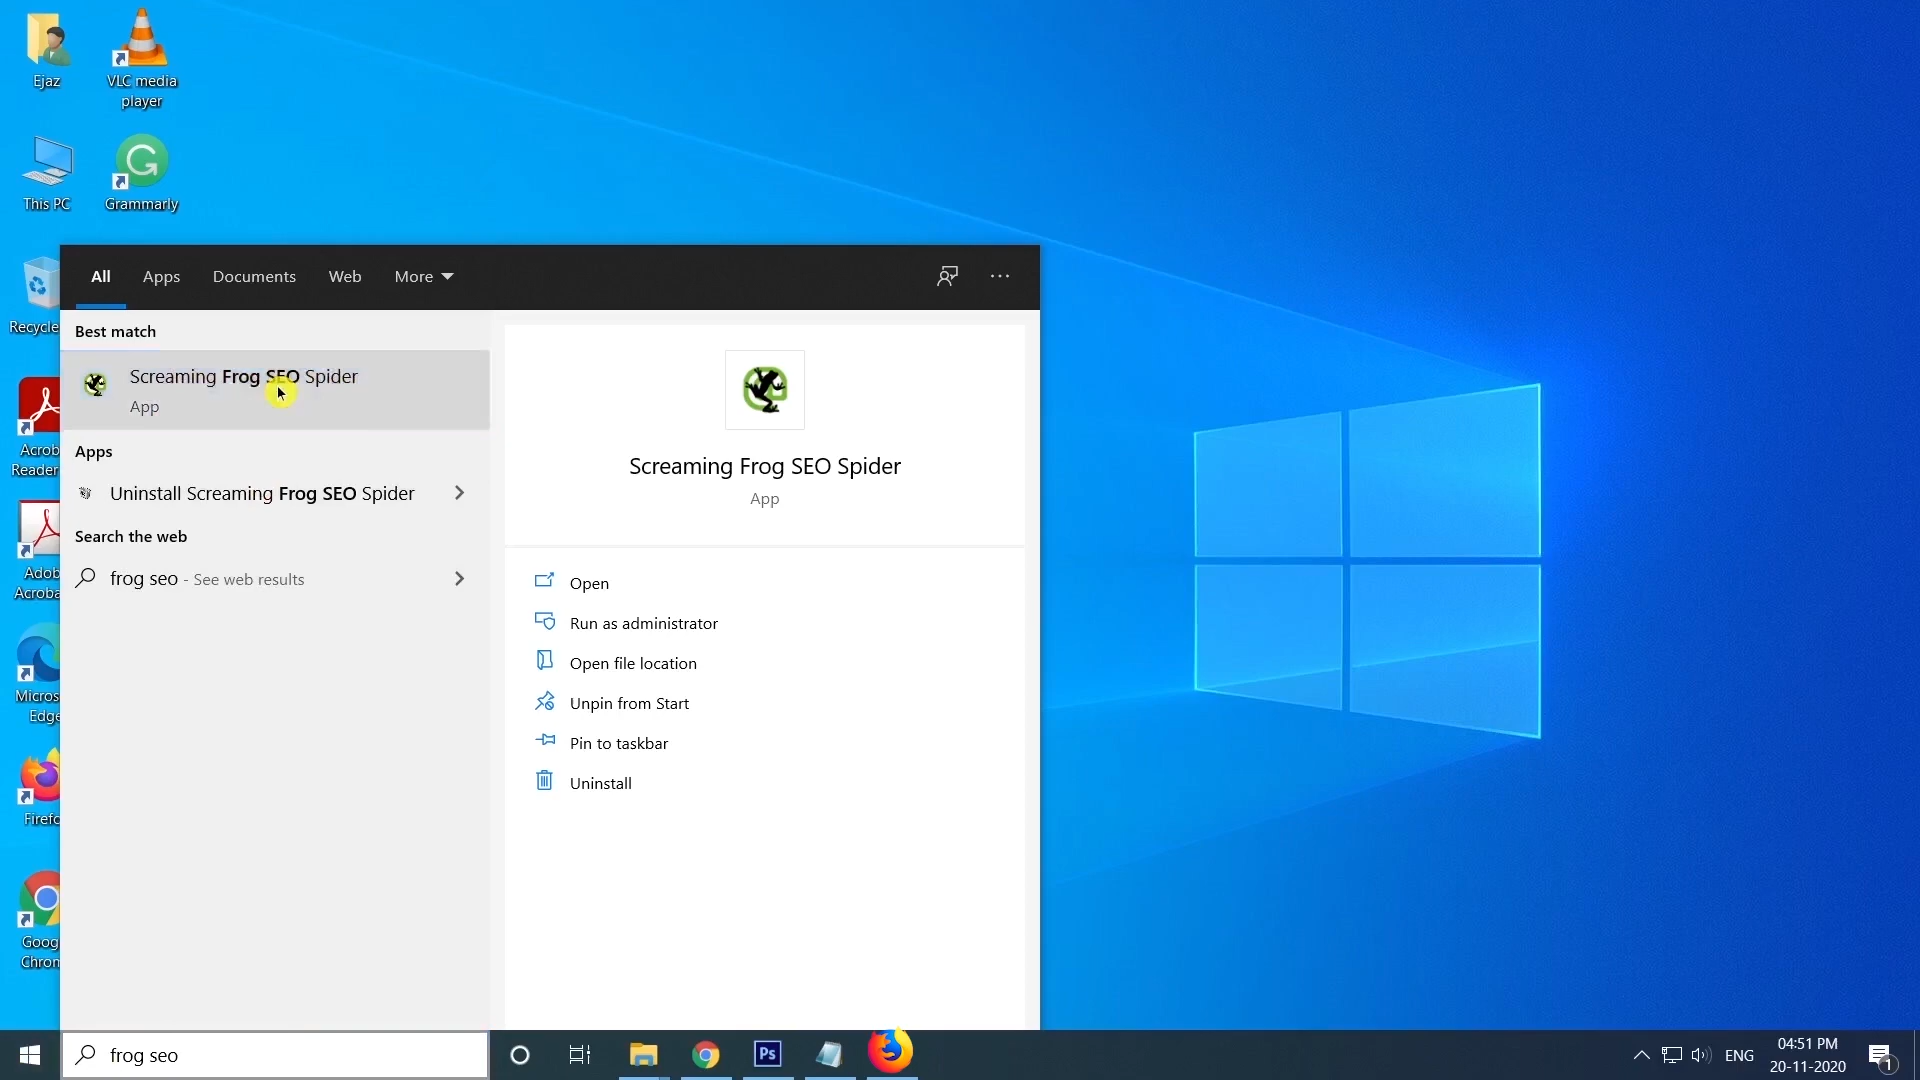 Ejaz
VLC media
player
This PC
Grammarly
Recycle
Acrob
Reader
Adob
Acroba
Micros
Edge
Firefo
Goog
Chrom
All
Apps
Documents
Web
More
Best match
Screaming Frog SEO Spider
App
Apps
Uninstall Screaming Frog SEO Spider
Search the web
frog seo - See web results
Screaming Frog SEO Spider
App
Open
Run as administrator
Open file location
Unpin from Start
Pin to taskbar
Uninstall
frog seo
Ps
ENG
04:51 PM
20-11-2020
1